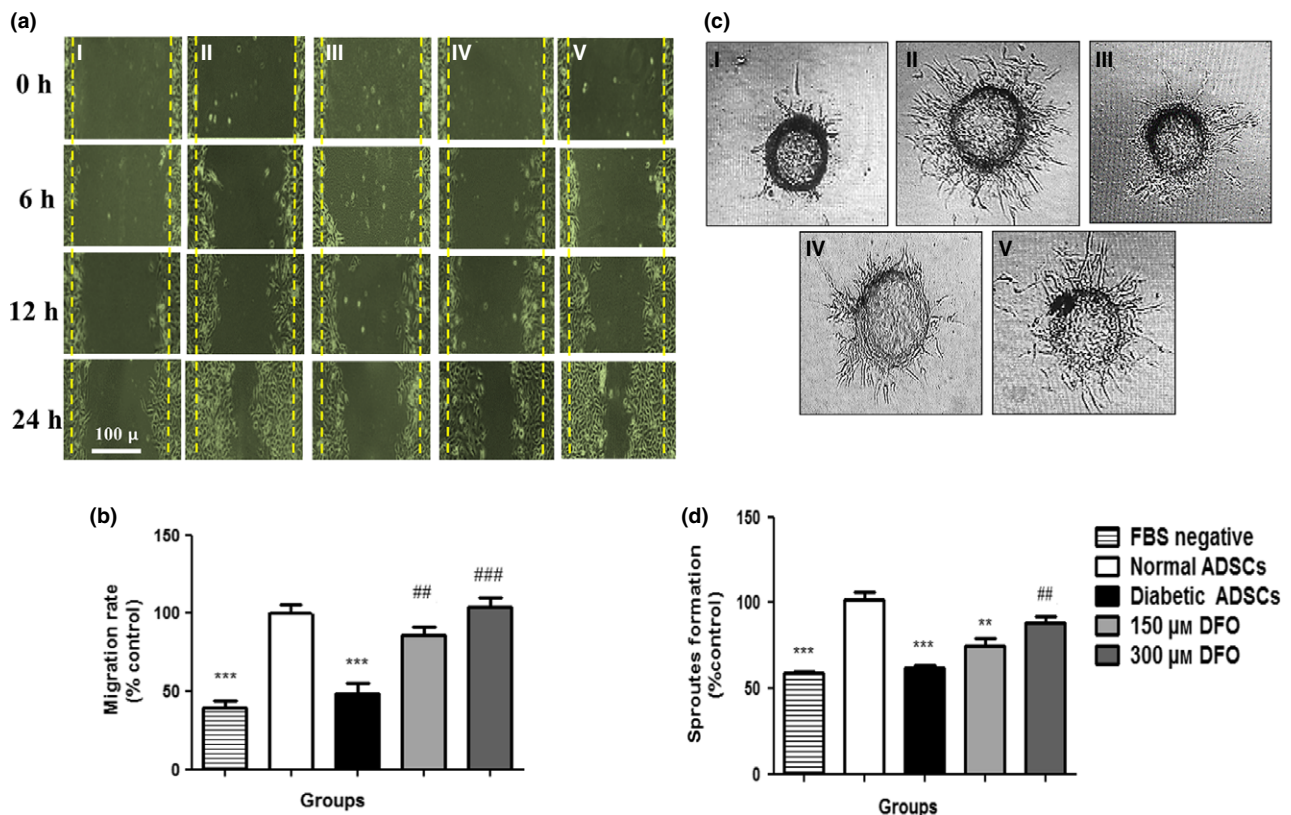 (a)
I II III IV V
0 h
6 h
12 h
24 h
100 µ
(b)
Migration rate
(% control)
150
100
50
0
***
***
##
###
Groups
(c)
I
II
III
IV
V
(d)
Sproutes formation
(%control)
150
100
50
0
***
***
**
##
Groups
FBS negative
Normal ADSCs
Diabetic ADSCs
150 µM DFO
300 µM DFO